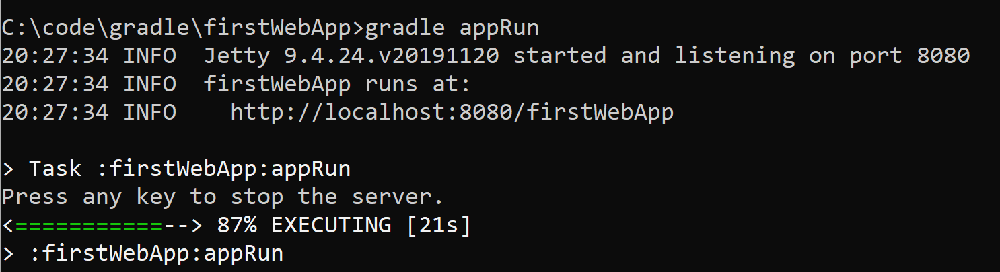 C:\code\gradle\firstWebApp>gradle appRun
20:27:34 INFO  Jetty 9.4.24.v20191120 started and listening on port 8080
20:27:34 INFO  firstWebApp runs at:
20:27:34 INFO    http://localhost:8080/firstWebApp
> Task :firstWebApp:appRun
Press any key to stop the server.
<===========--> 87% EXECUTING [21s]
> :firstWebApp:appRun